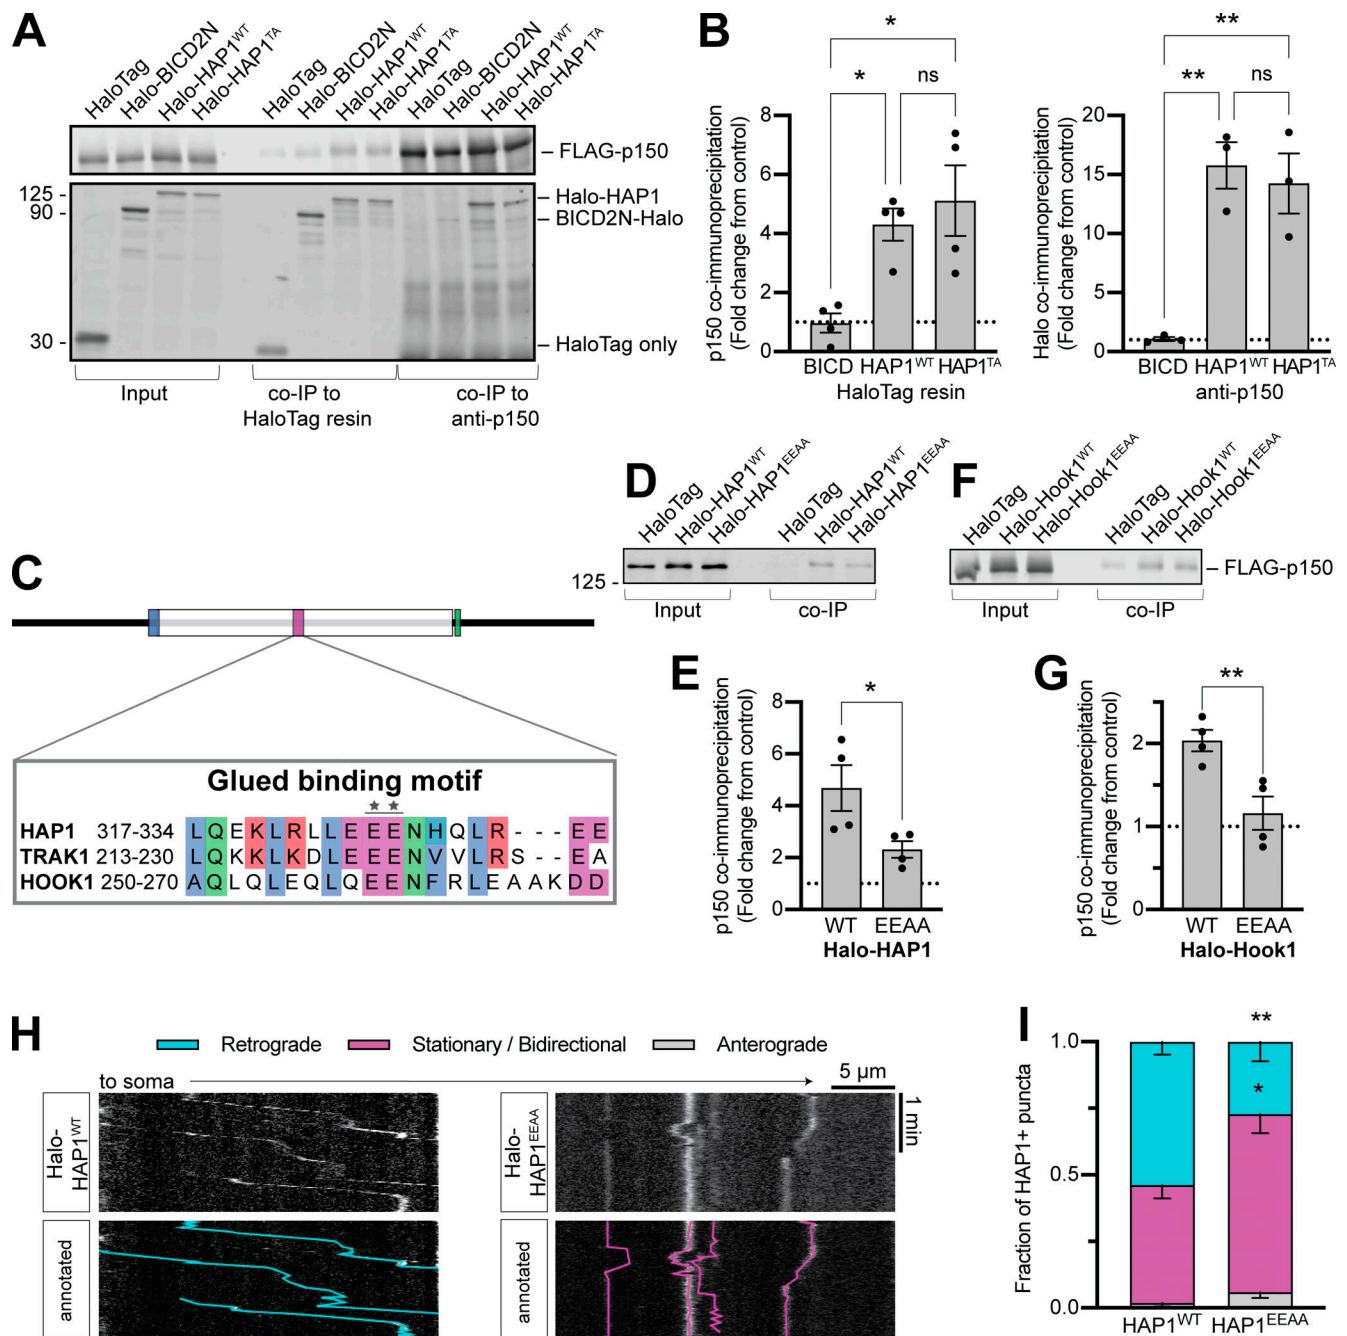 A
HaloTag
Halo-BICD2N
Halo-HAP1WT
Halo-HAP1TA
HaloTag
Halo-BICD2N
Halo-HAP1WT
Halo-HAP1TA
HaloTag
Halo-BICD2N
Halo-HAP1WT
Halo-HAP1TA
– FLAG-p150
125 -
90 -
30 -
Halo-HAP1
BICD2N-Halo
HaloTag only
Input
co-IP to
HaloTag resin
co-IP to
anti-p150
B
p150 co-immunoprecipitation
(Fold change from control)
8
6
4
2
0
*
*
ns
BICD HAP1WT HAP1TA
HaloTag resin
Halo co-immunoprecipitation
(Fold change from control)
20
15
10
5
0
**
**
ns
BICD HAP1WT HAP1TA
anti-p150
C
Glued binding motif
★ ★
HAP1 317-334 L Q E K L R L L E E E N H Q L R - - - E E
TRAK1 213-230 L Q K K L K D L E E E N V V L R S - - E A
HOOK1 250-270 A Q L Q L E Q L Q E E N F R L E A A K D D
D
HaloTag
Halo-HAP1WT
Halo-HAP1EEAA
HaloTag
Halo-HAP1WT
Halo-HAP1EEAA
125 -
Input
co-IP
F
HaloTag
Halo-Hook1WT
Halo-Hook1EEAA
HaloTag
Halo-Hook1WT
Halo-Hook1EEAA
– FLAG-p150
Input
co-IP
E
p150 co-immunoprecipitation
(Fold change from control)
8
6
4
2
0
*
WT EEAA
Halo-HAP1
G
p150 co-immunoprecipitation
(Fold change from control)
2
1
0
**
WT EEAA
Halo-Hook1
H
Retrograde
Stationary / Bidirectional
Anterograde
to soma
5 µm
1 min
Halo-
HAP1WT
annotated
Halo-
HAP1EEAA
annotated
I
Fraction of HAP1+ puncta
1.0
0.5
0.0
**
*
HAP1WT HAP1EEAA